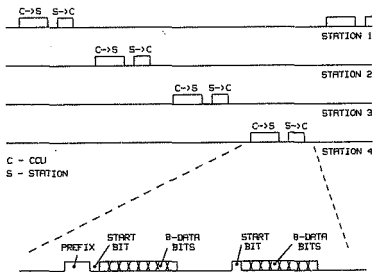 C->S S->C
STATION 1
C->S S->C
STATION 2
C->S S->C
STATION 3
C->S S->C
STATION 4
C - CCU
S - STATION
PREFIX
START BIT
8-DATA BITS
START BIT
8-DATA BITS